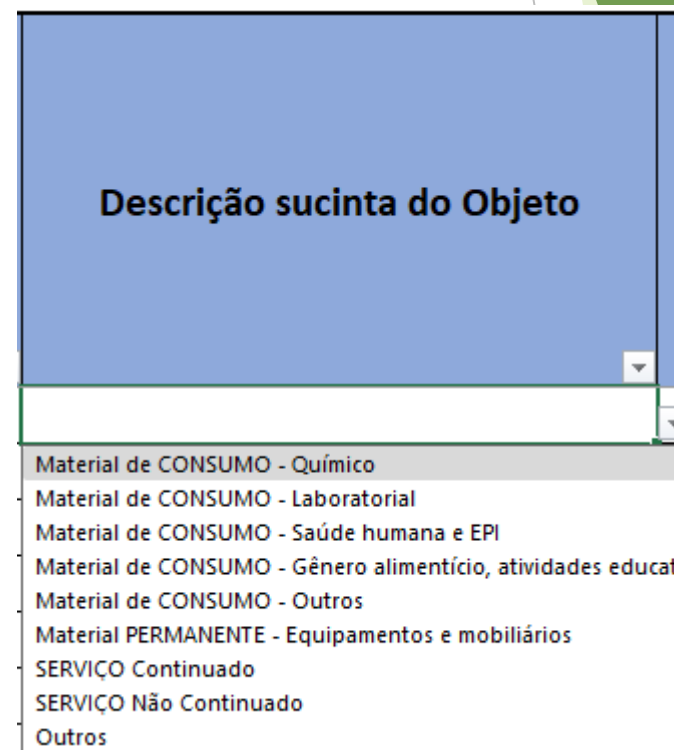 Descrição sucinta do Objeto
Material de CONSUMO - Químico
Material de CONSUMO - Laboratorial
Material de CONSUMO - Saúde humana e EPI
Material de CONSUMO - Gênero alimentício, atividades educat
Material de CONSUMO - Outros
Material PERMANENTE - Equipamentos e mobiliários
SERVIÇO Continuado
SERVIÇO Não Continuado
Outros